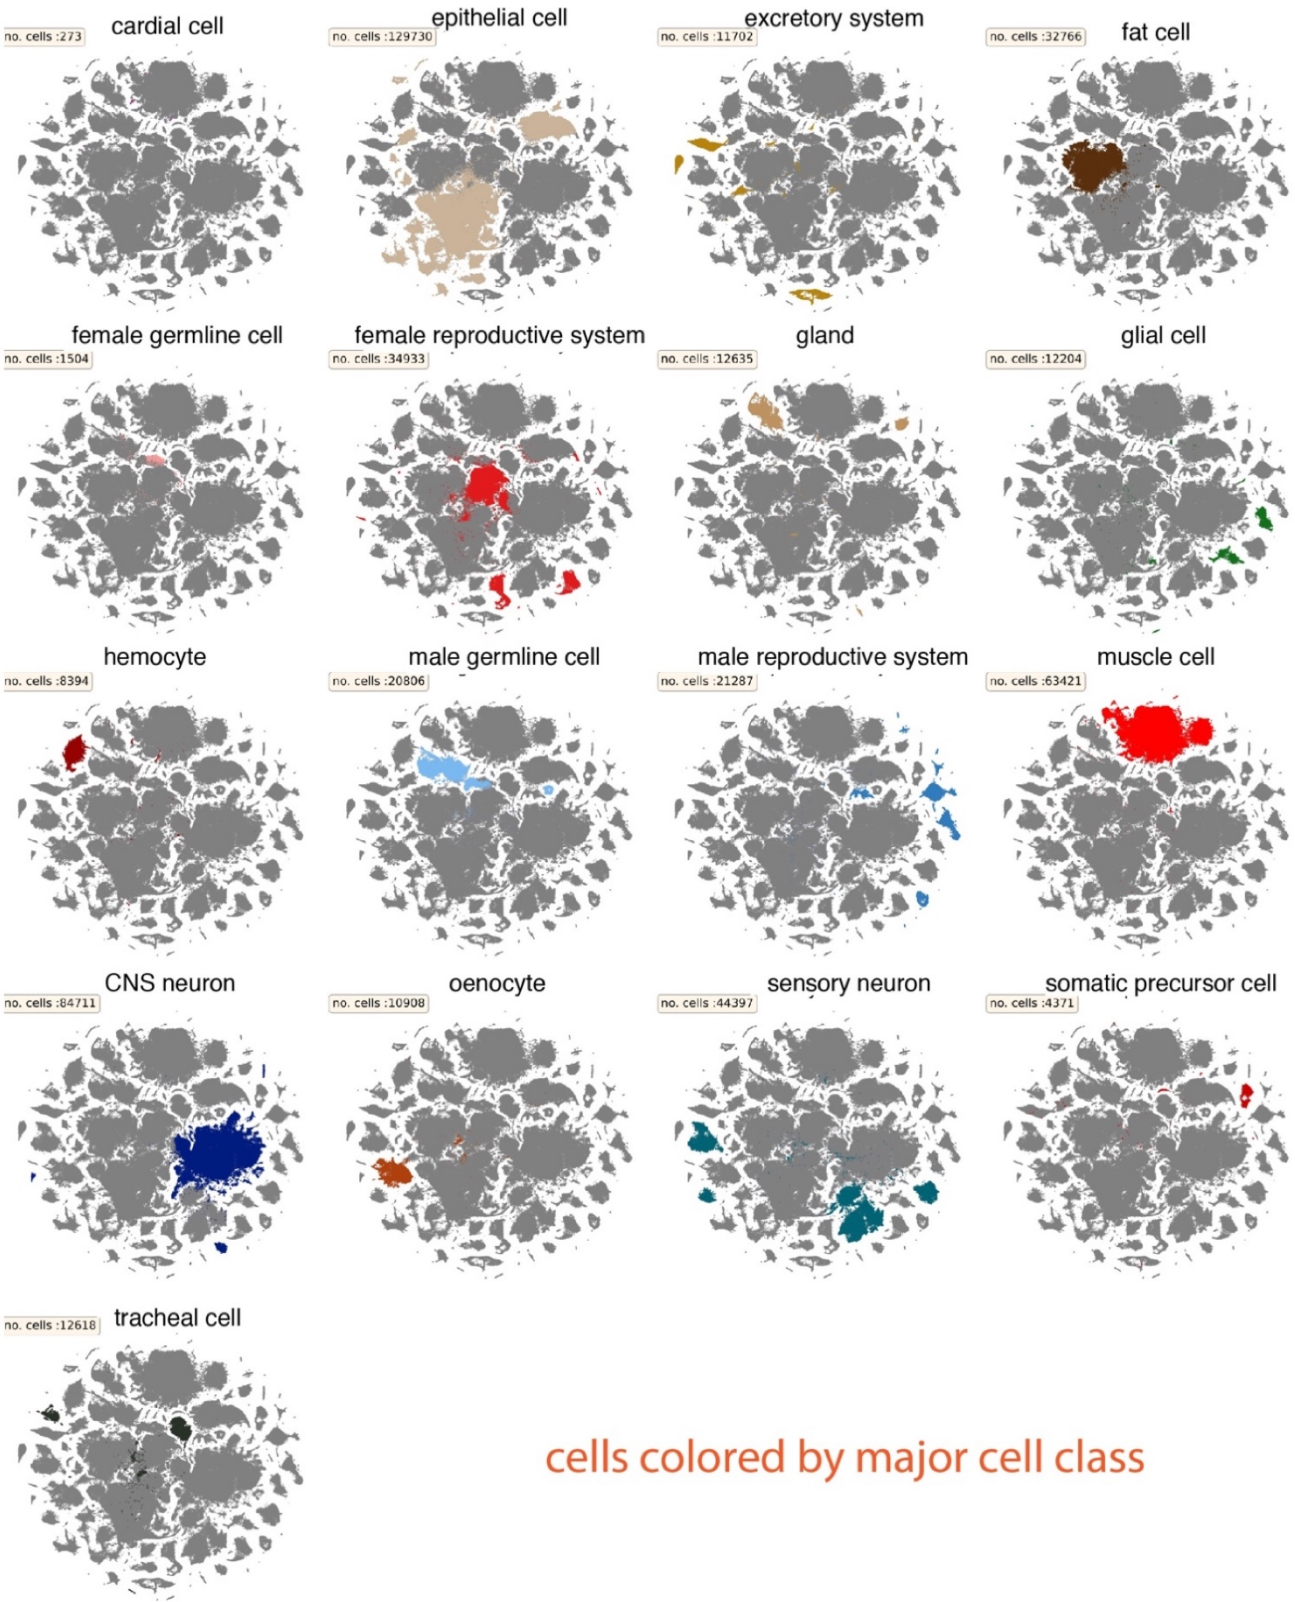 cardial cell
no. cells :273
epithelial cell
no. cells :129730
excretory system
no. cells :11702
fat cell
no. cells :32766
female germline cell
no. cells :1504
female reproductive system
no. cells :34933
gland
no. cells :12635
glial cell
no. cells :12204
hemocyte
no. cells :8394
male germline cell
no. cells :20806
male reproductive system
no. cells :21287
muscle cell
no. cells :63421
CNS neuron
no. cells :84711
oenocyte
no. cells :10908
sensory neuron
no. cells :44397
somatic precursor cell
no. cells :4371
tracheal cell
no. cells :12618
cells colored by major cell class